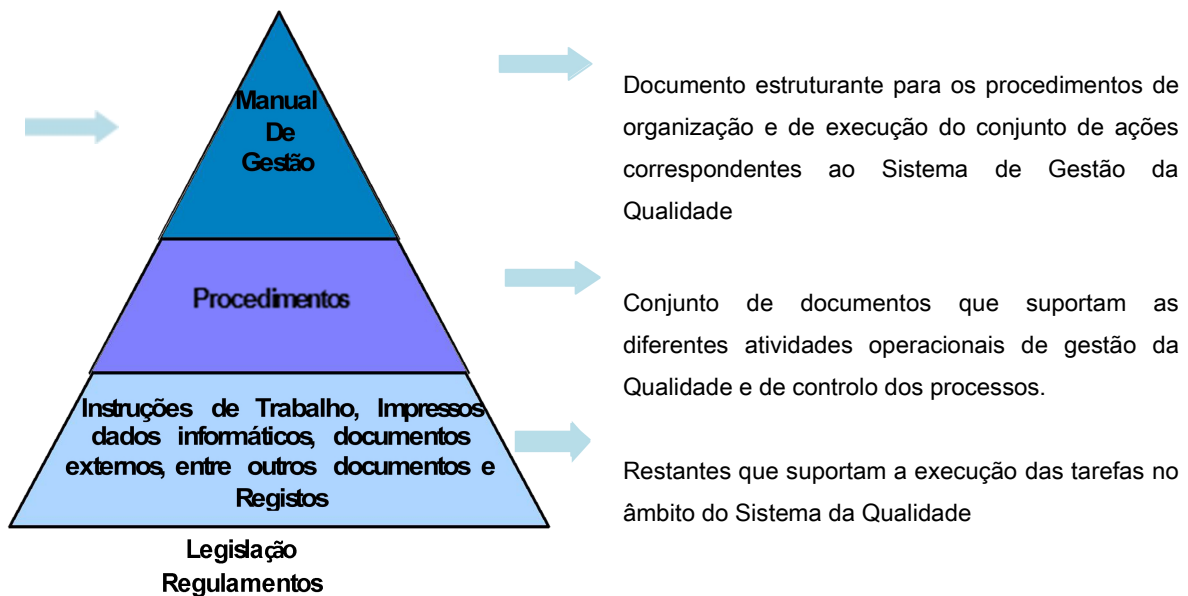 Manual
De
Gestão
Documento estruturante para os procedimentos de
organização e de execução do conjunto de ações
correspondentes ao Sistema de Gestão da
Qualidade
Procedimentos
Conjunto de documentos que suportam as
diferentes atividades operacionais de gestão da
Qualidade e de controlo dos processos.
Instruções de Trabalho, Impressos
dados informáticos, documentos
externos, entre outros documentos e
Registos
Restantes que suportam a execução das tarefas no
âmbito do Sistema da Qualidade
Legislação
Regulamentos